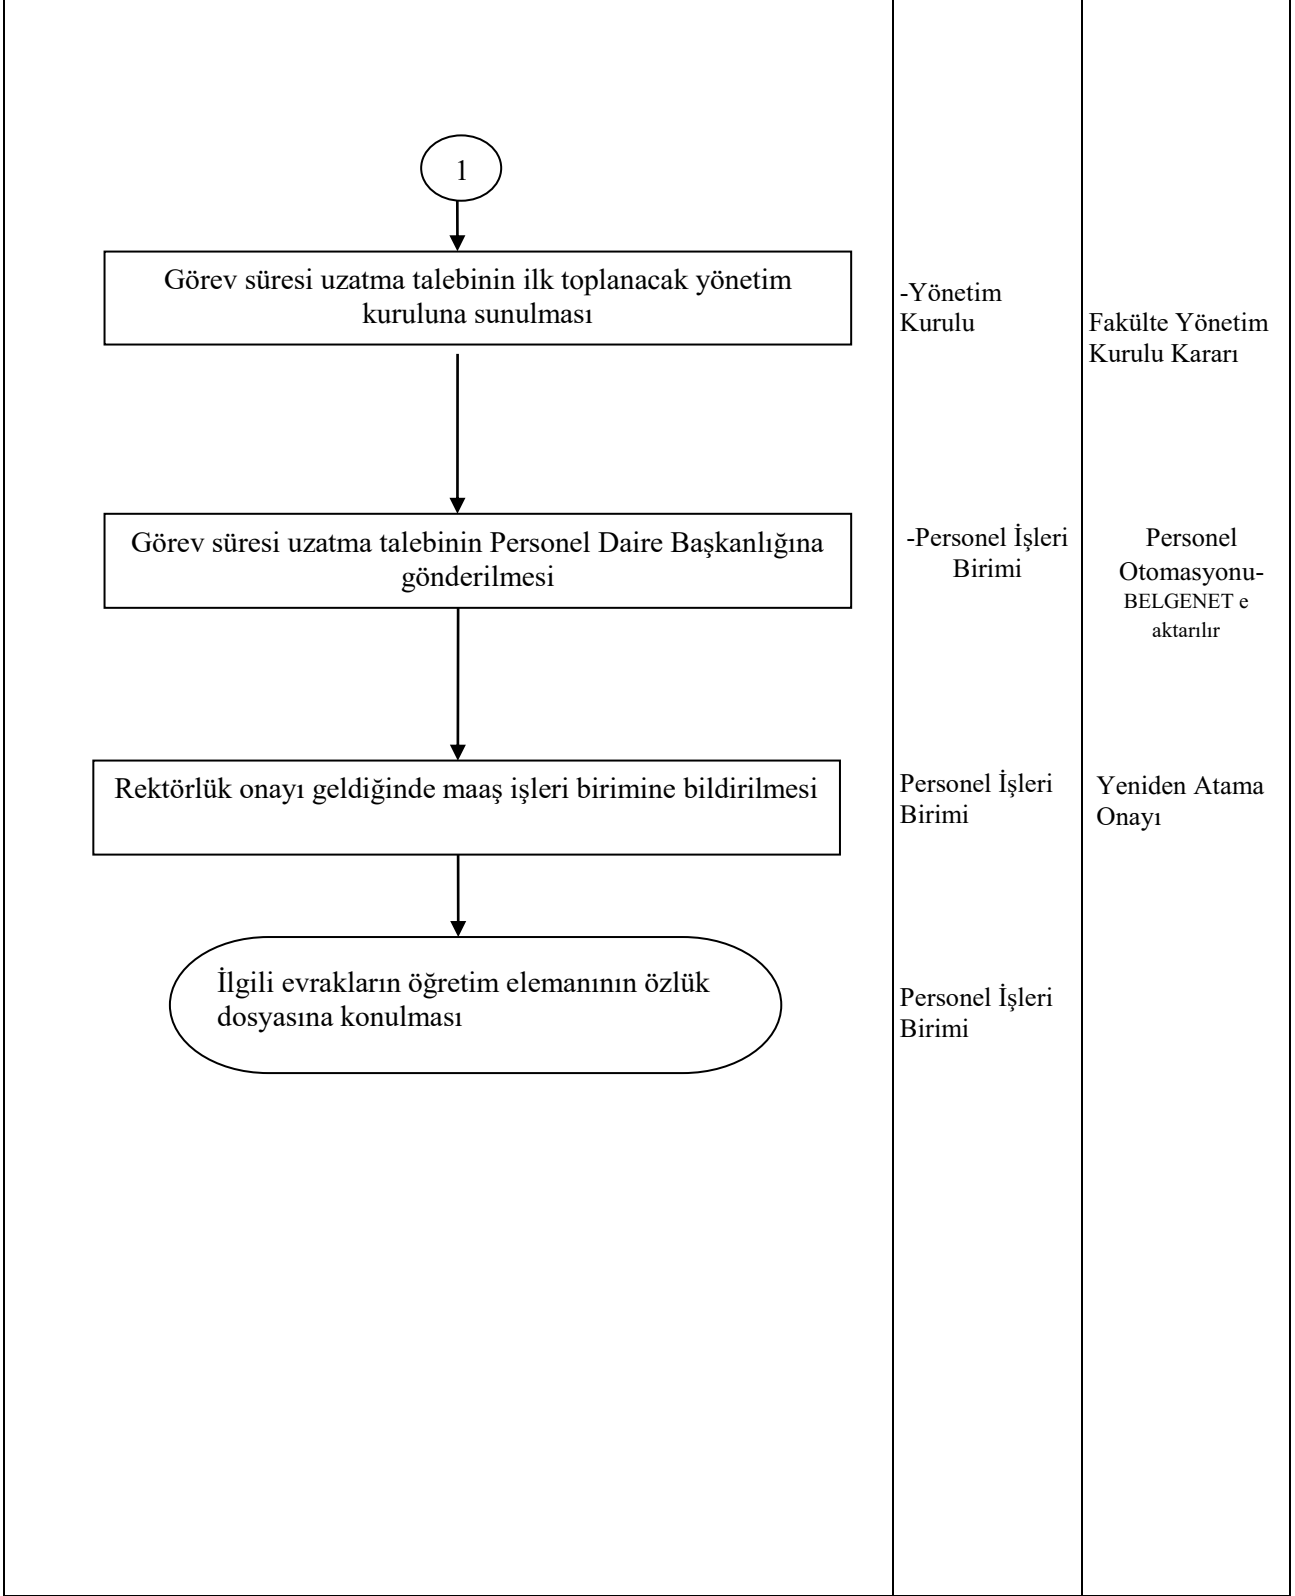 1
Görev süresi uzatma talebinin ilk toplanacak yönetim
kuruluna sunulması
-Yönetim
Kurulu
Fakülte Yönetim
Kurulu Kararı
Görev süresi uzatma talebinin Personel Daire Başkanlığına
gönderilmesi
-Personel İşleri
Birimi
Personel
Otomasyonu-
BELGENET e
aktarılır
Rektörlük onayı geldiğinde maaş işleri birimine bildirilmesi
Personel İşleri
Birimi
Yeniden Atama
Onayı
İlgili evrakların öğretim elemanının özlük
dosyasına konulması
Personel İşleri
Birimi